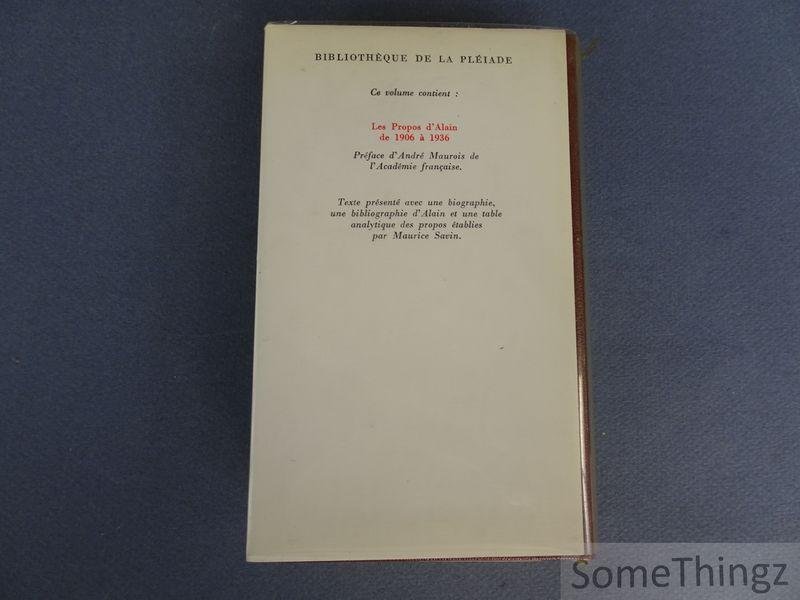 BIBLIOTHÈQUE DE LA PLÉIADE
Ce volume contient :
Les Propos d'Alain
de 1906 à 1936
Préface d'André Maurois de
l'Académie française.
Texte présenté avec une biographie,
une bibliographie d'Alain et une table
analytique des propos établies
par Maurice Savin.
SomeThingz